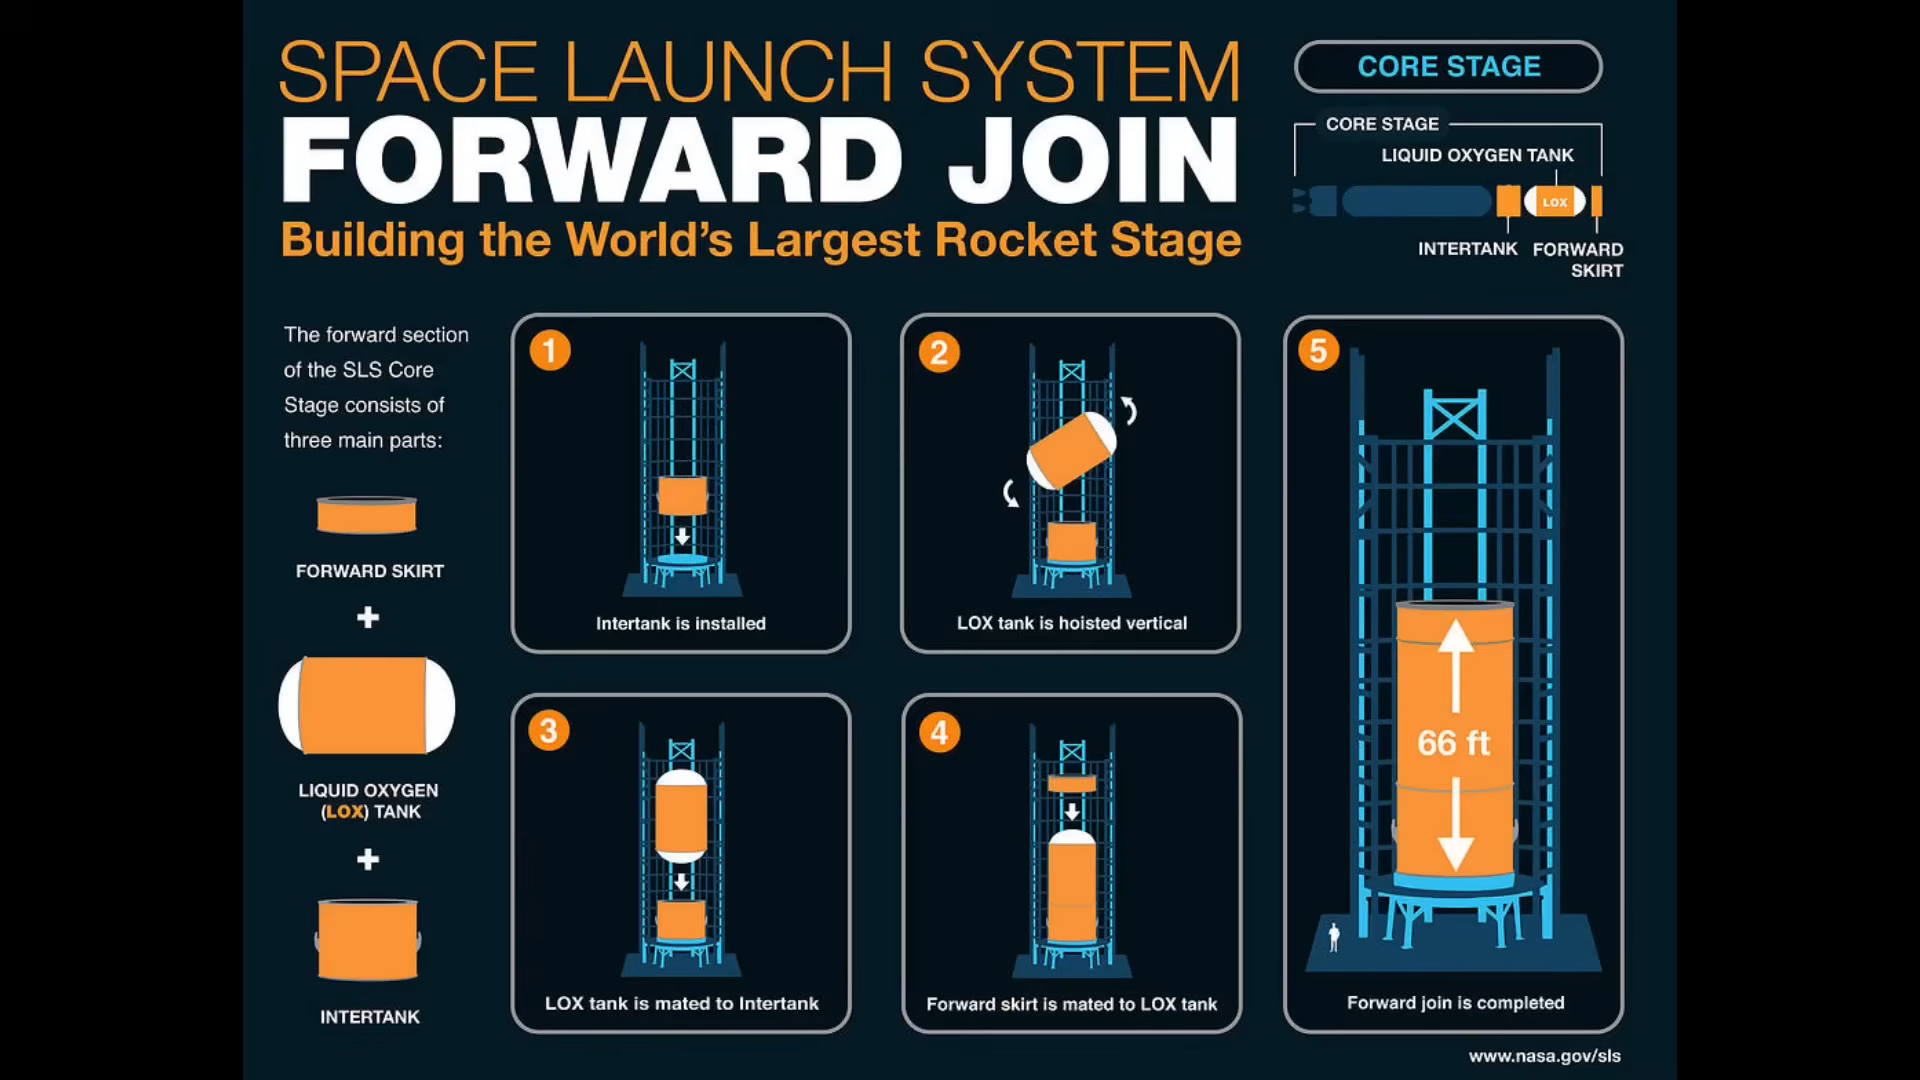 SPACE LAUNCH SYSTEM
FORWARD JOIN
Building the World's Largest Rocket Stage
CORE STAGE
CORE STAGE
LIQUID OXYGEN TANK
LOX
INTERTANK
FORWARD
SKIRT
The forward section
of the SLS Core
Stage consists of
three main parts:
FORWARD SKIRT
+
LIQUID OXYGEN
(LOX) TANK
+
INTERTANK
1
Intertank is installed
2
LOX tank is hoisted vertical
3
LOX tank is mated to Intertank
4
Forward skirt is mated to LOX tank
5
66 ft
Forward join is completed
www.nasa.gov/sls